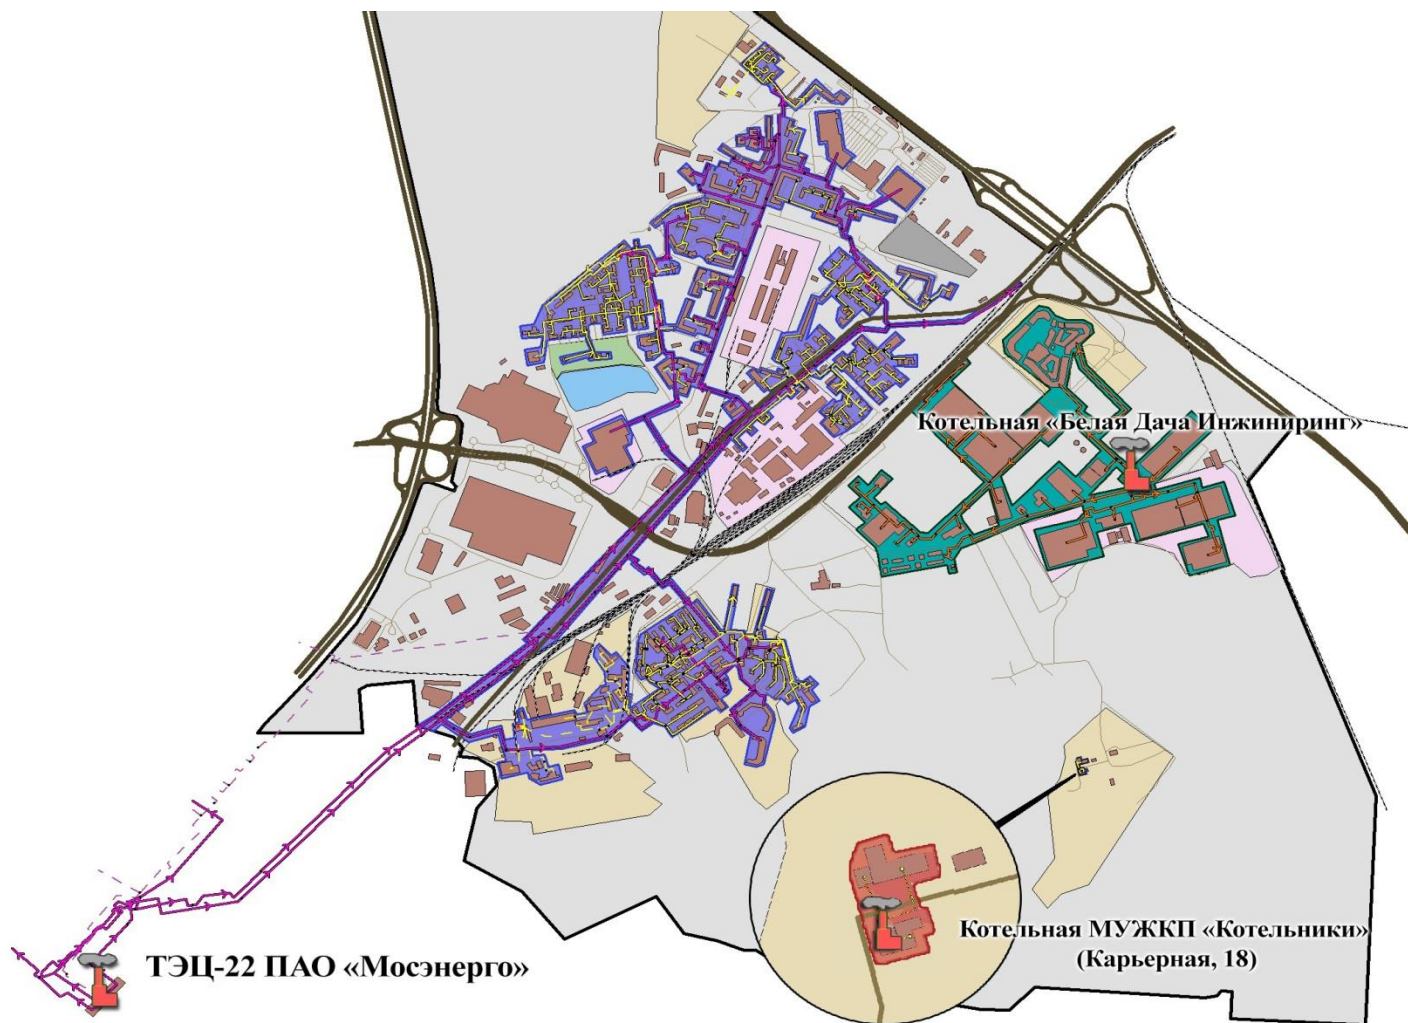 Котельная «Белая Дача Инжиниринг»
Котельная МУЖКП «Котельники»
(Карьерная, 18)
ТЭЦ-22 ПАО «Мосэнерго»